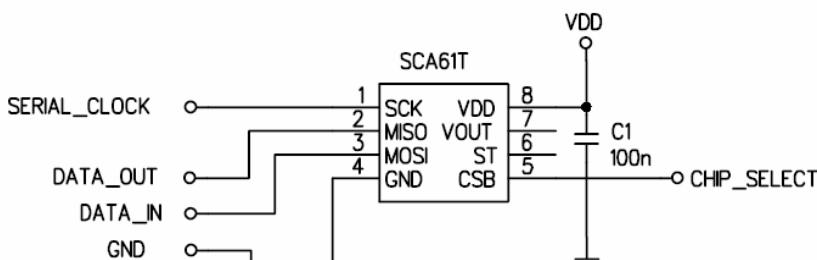 VDD
SCA61T
SERIAL_CLOCK 1 SCK VDD 8
2 MISO VOUT 7 C1
3 MOSI ST 6 100n
DATA_OUT 4 GND CSB 5 CHIP_SELECT
DATA_IN
GND